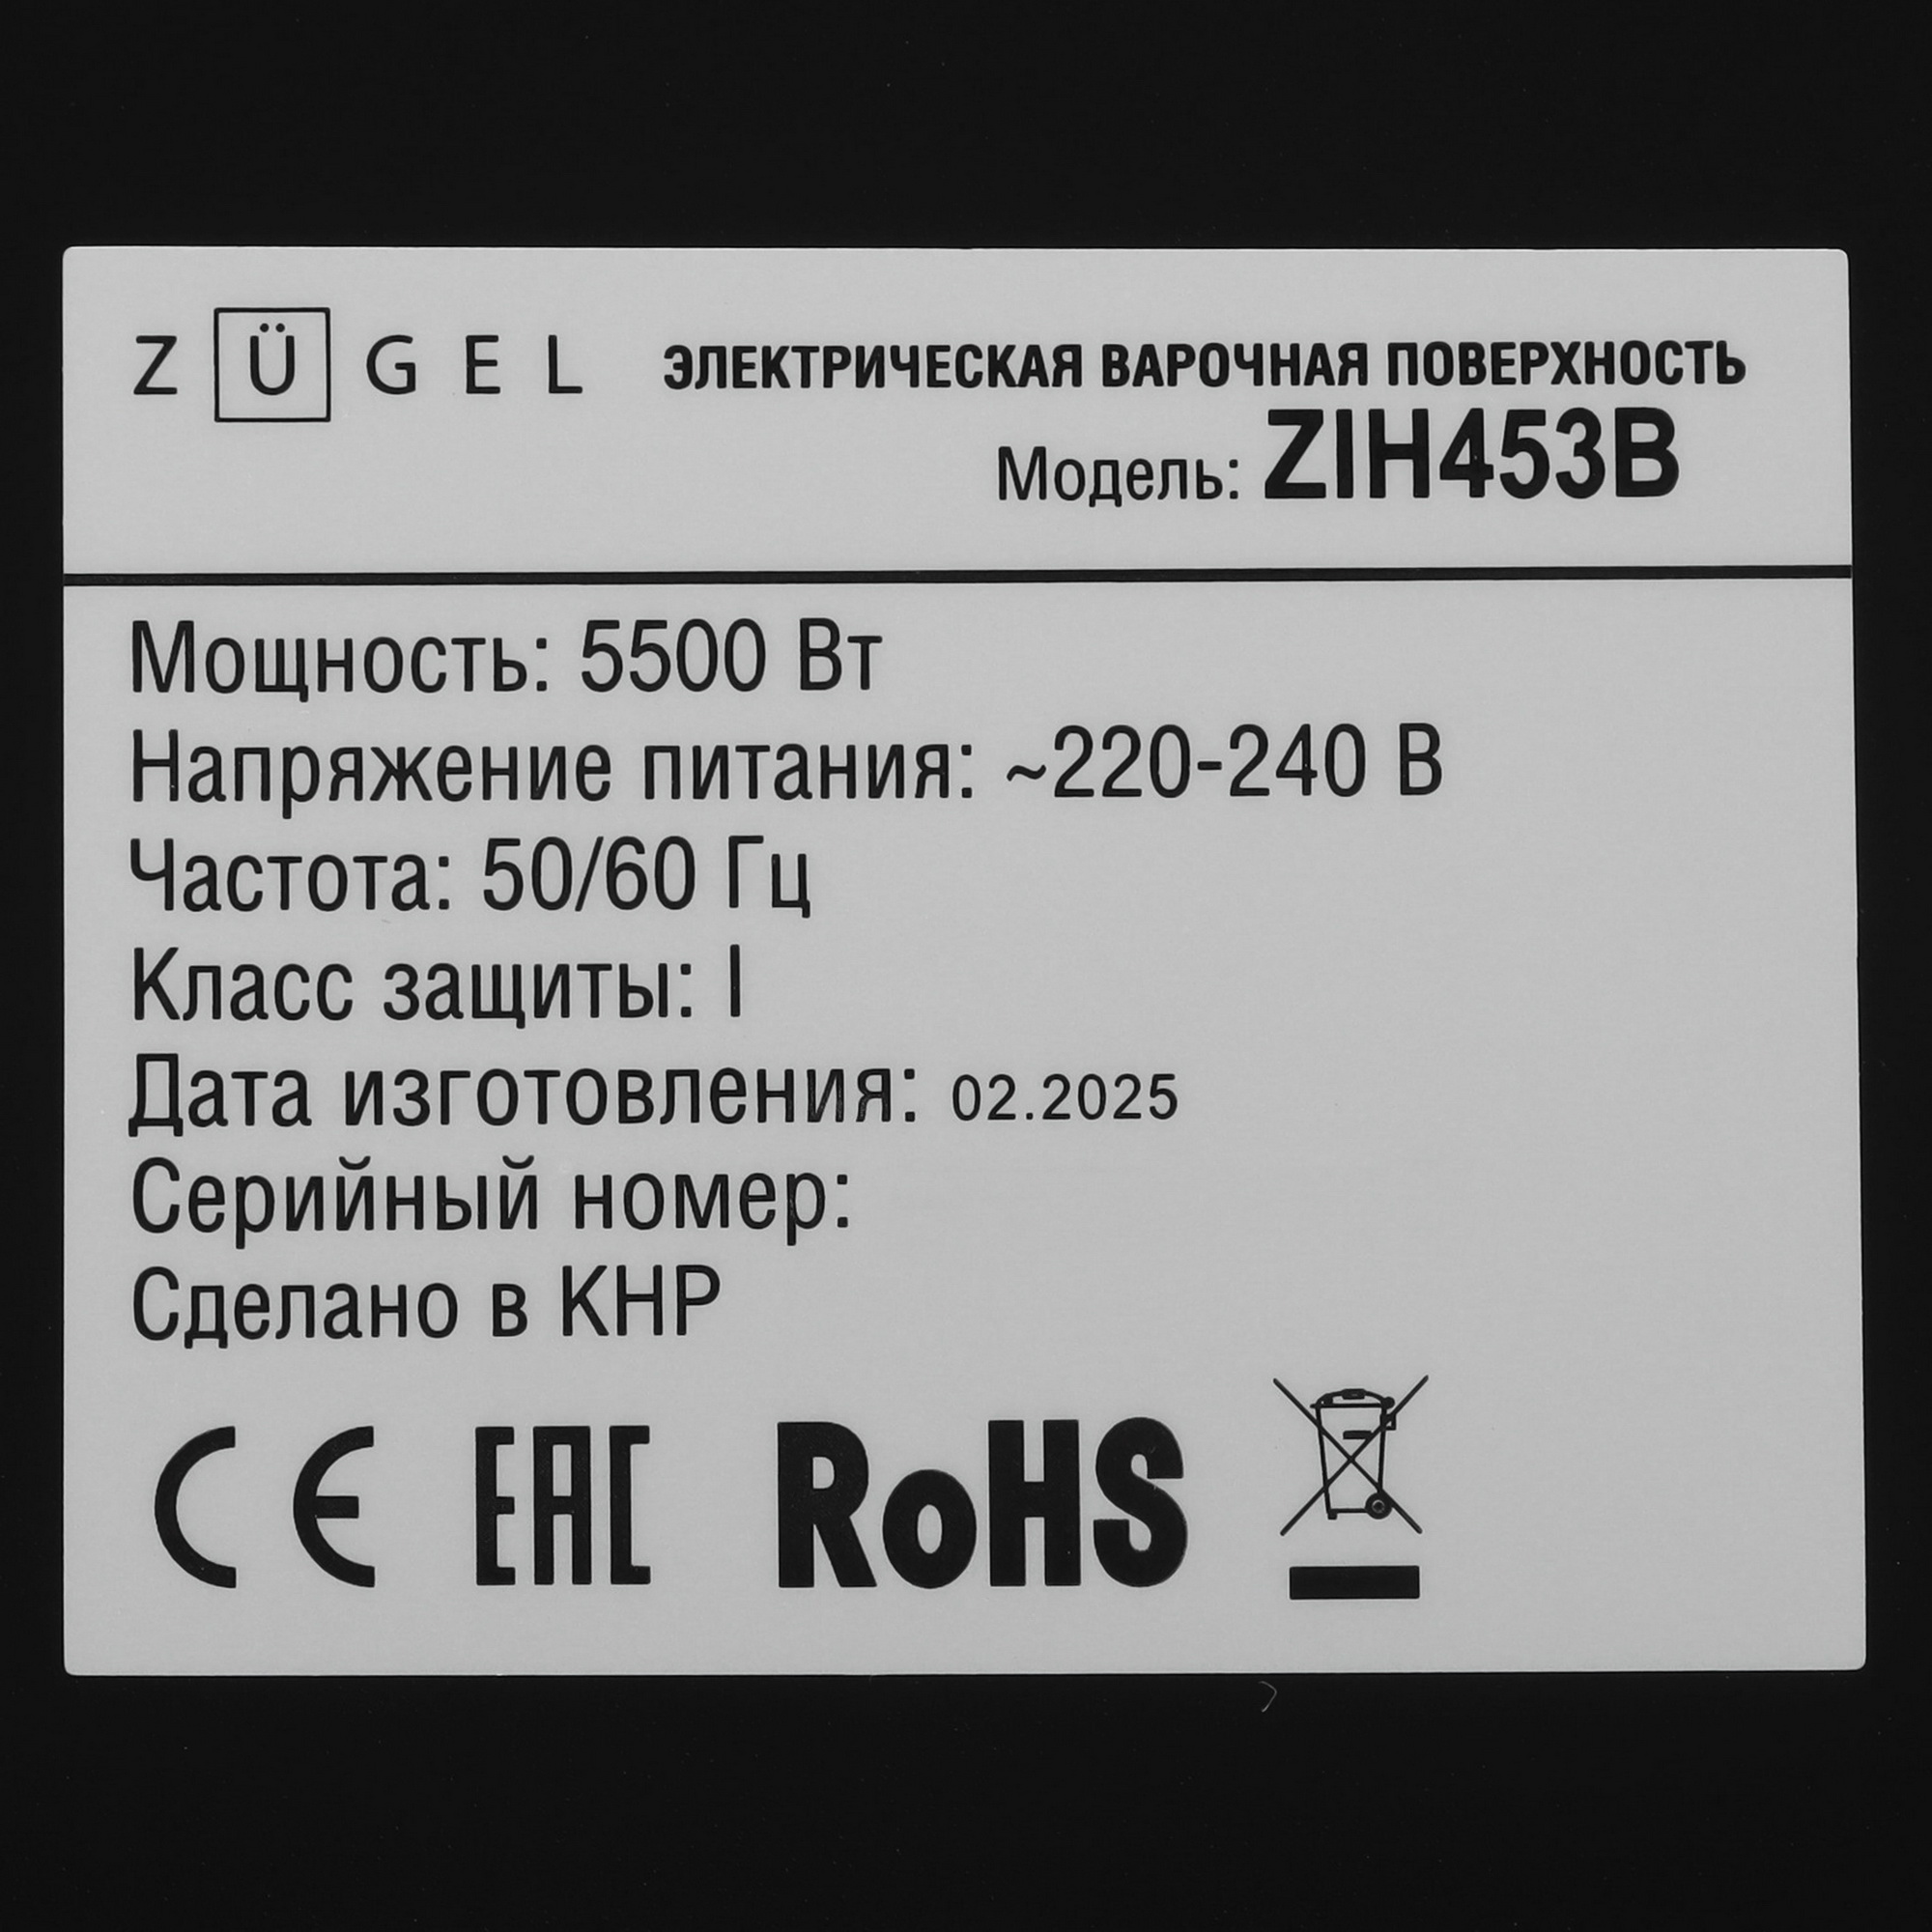 ZÜGEL ЭЛЕКТРИЧЕСКАЯ ВАРОЧНАЯ ПОВЕРХНОСТЬ
Модель: ZIH453B
Мощность: 5500 Вт
Напряжение питания: ~220-240 В
Частота: 50/60 Гц
Класс защиты: I
Дата изготовления: 02.2025
Серийный номер:
Сделано в КНР
CE EAC RoHS